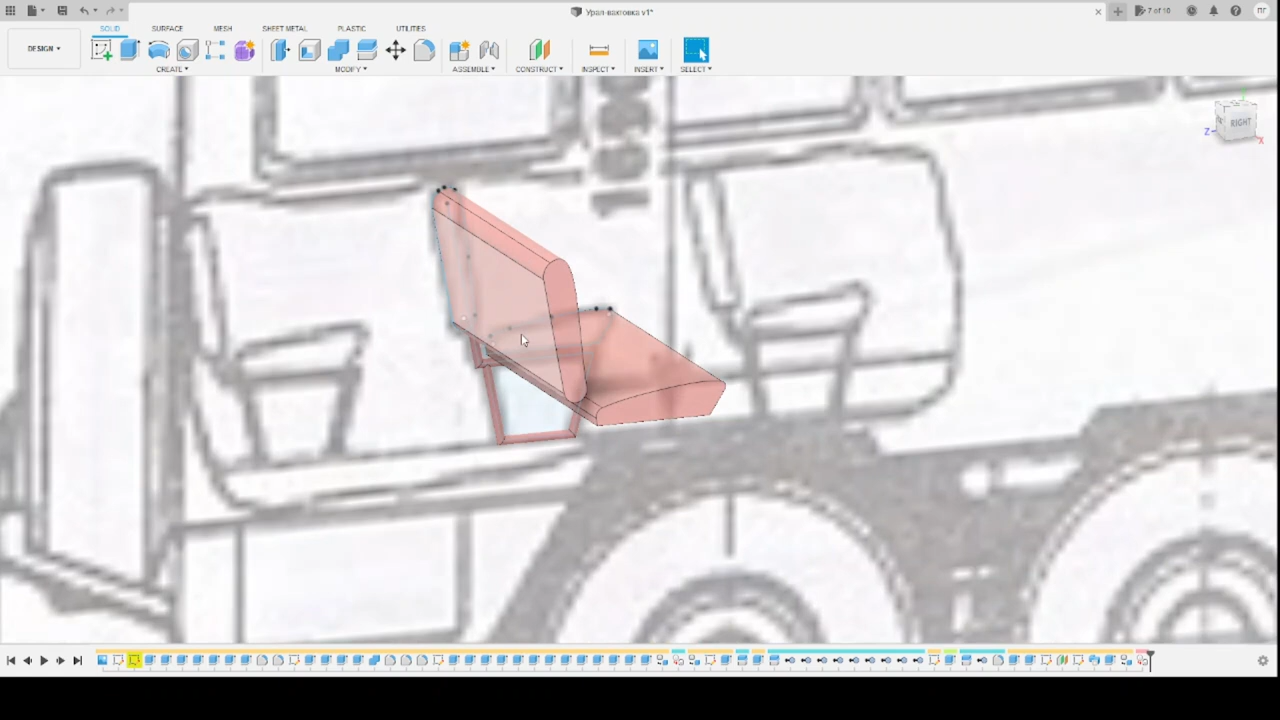 Урал-вахтовка v1*
7 of 10
ПГ
SOLID
SURFACE
MESH
SHEET METAL
PLASTIC
UTILITIES
DESIGN
CREATE
MODIFY
ASSEMBLE
CONSTRUCT
INSPECT
INSERT
SELECT
RIGHT
Z
X